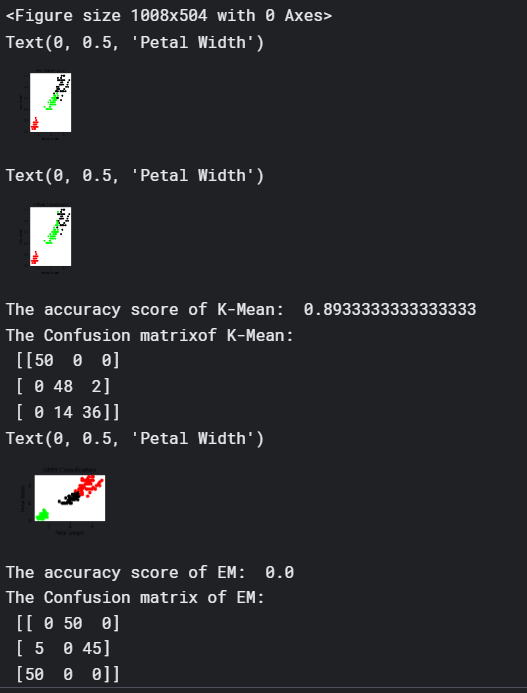 <Figure size 1008x504 with 0 Axes>
Text(0, 0.5, 'Petal Width')
Text(0, 0.5, 'Petal Width')
The accuracy score of K-Mean:  0.8933333333333333
The Confusion matrixof K-Mean:
 [[50  0  0]
 [ 0 48  2]
 [ 0 14 36]]
Text(0, 0.5, 'Petal Width')
The accuracy score of EM:  0.0
The Confusion matrix of EM:
 [[ 0 50  0]
 [ 5  0 45]
 [50  0  0]]